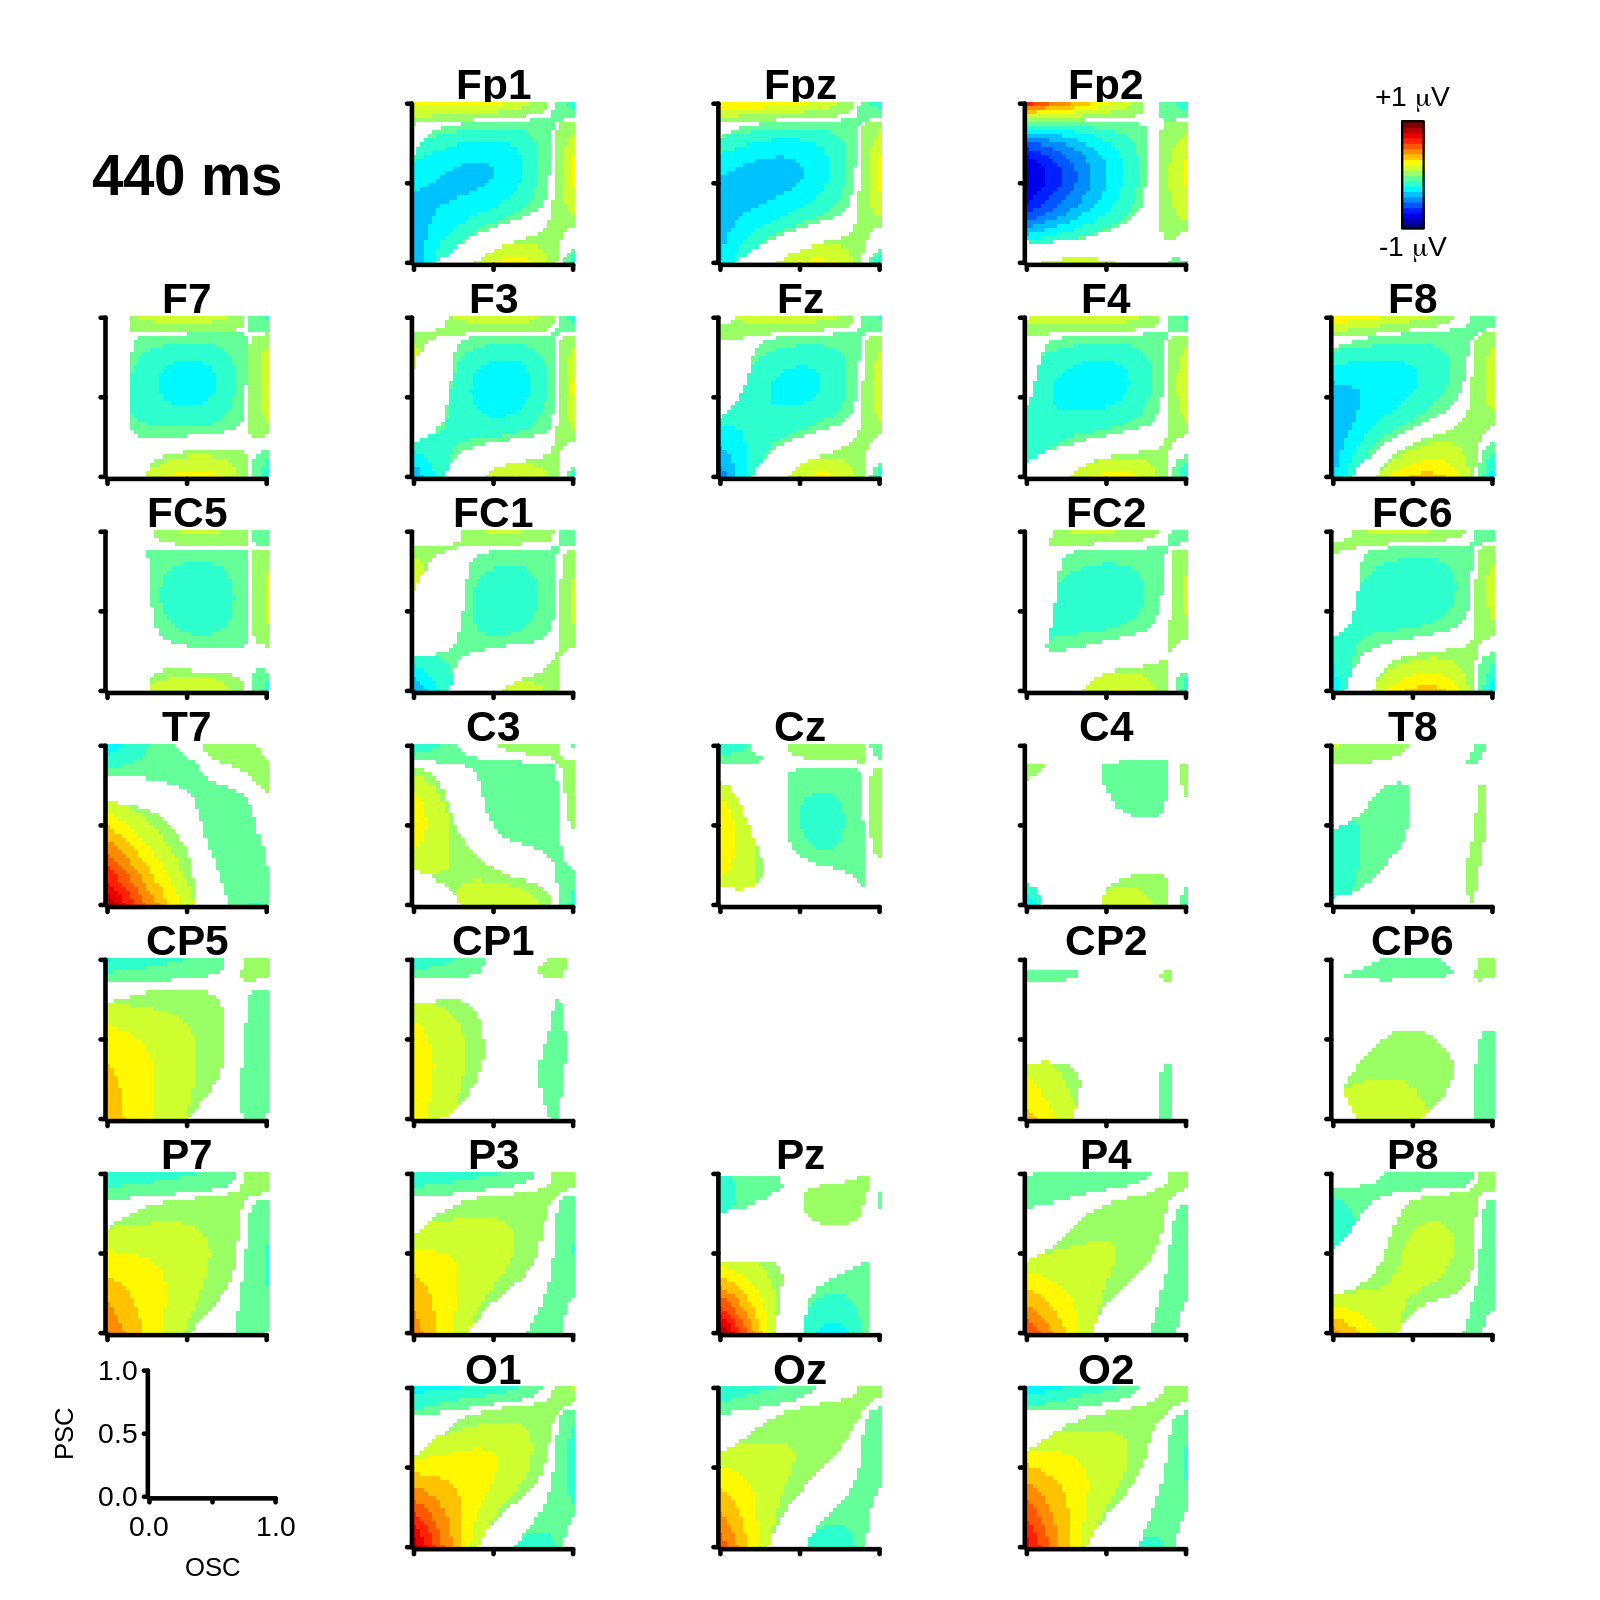 Fp1 Fpz Fp2
+1 μV
440 ms
-1 μV
F7 F3 Fz F4 F8
FC5 FC1 FC2 FC6
T7 C3 Cz C4 T8
CP5 CP1 CP2 CP6
P7 P3 Pz P4 P8
O1 Oz O2
1.0
PSC
0.5
0.0
0.0 1.0
OSC